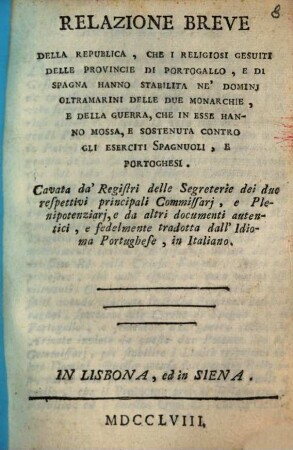 RELAZIONE BREVE
DELLA REPUBLICA, CHE I RELIGIOSI GESUITI
DELLE PROVINCIE DI PORTOGALLO, E DI
SPAGNA HANNO STABILITA NE' DOMINJ
OLTRAMARINI DELLE DUE MONARCHIE,
E DELLA GUERRA, CHE IN ESSE HAN-
NO MOSSA, E SOSTENUTA CONTRO
GLI ESERCITI SPAGNUOLI, E
PORTOGHESI.
Cavata da' Registri delle Segreterie dei due
respettivi principali Commissarj, e Ple-
nipotenziarj, e da altri documenti auten-
tici, e fedelmente tradotta dall' Idio-
ma Portughese, in Italiano.
IN LISBONA, ed in SIENA.
MDCCLVIII.